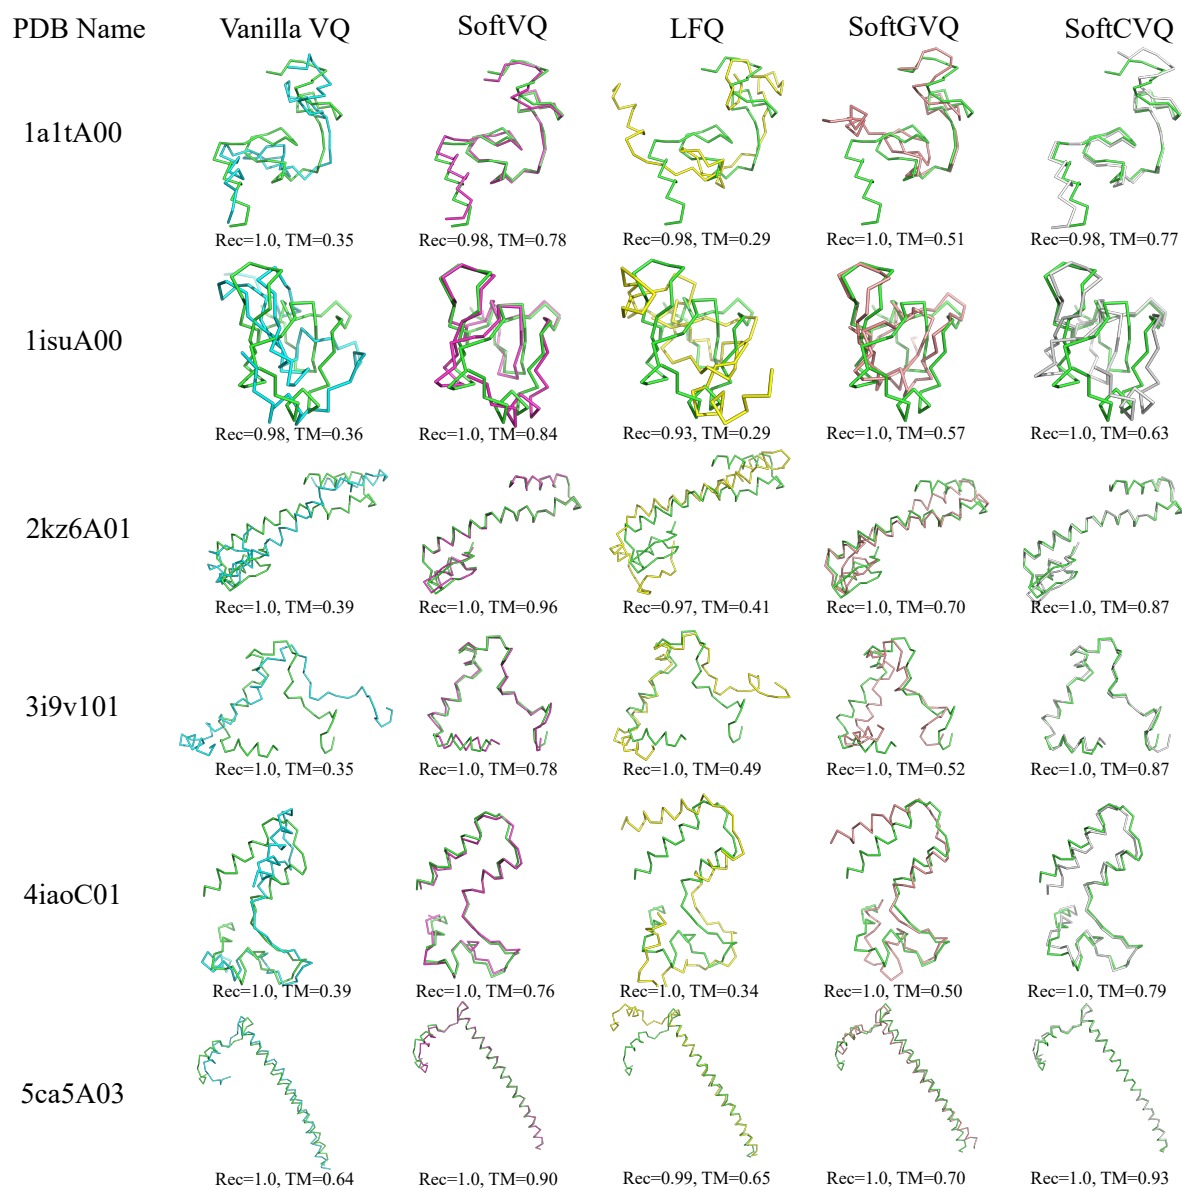 PDB Name Vanilla VQ SoftVQ LFQ SoftGVQ SoftCVQ
1a1tA00
Rec=1.0, TM=0.35 Rec=0.98, TM=0.78 Rec=0.98, TM=0.29 Rec=1.0, TM=0.51 Rec=0.98, TM=0.77
1isuA00
Rec=0.98, TM=0.36 Rec=1.0, TM=0.84 Rec=0.93, TM=0.29 Rec=1.0, TM=0.57 Rec=1.0, TM=0.63
2kz6A01
Rec=1.0, TM=0.39 Rec=1.0, TM=0.96 Rec=0.97, TM=0.41 Rec=1.0, TM=0.70 Rec=1.0, TM=0.87
3i9v101
Rec=1.0, TM=0.35 Rec=1.0, TM=0.78 Rec=1.0, TM=0.49 Rec=1.0, TM=0.52 Rec=1.0, TM=0.87
4iaoC01
Rec=1.0, TM=0.39 Rec=1.0, TM=0.76 Rec=1.0, TM=0.34 Rec=1.0, TM=0.50 Rec=1.0, TM=0.79
5ca5A03
Rec=1.0, TM=0.64 Rec=1.0, TM=0.90 Rec=0.99, TM=0.65 Rec=1.0, TM=0.70 Rec=1.0, TM=0.93